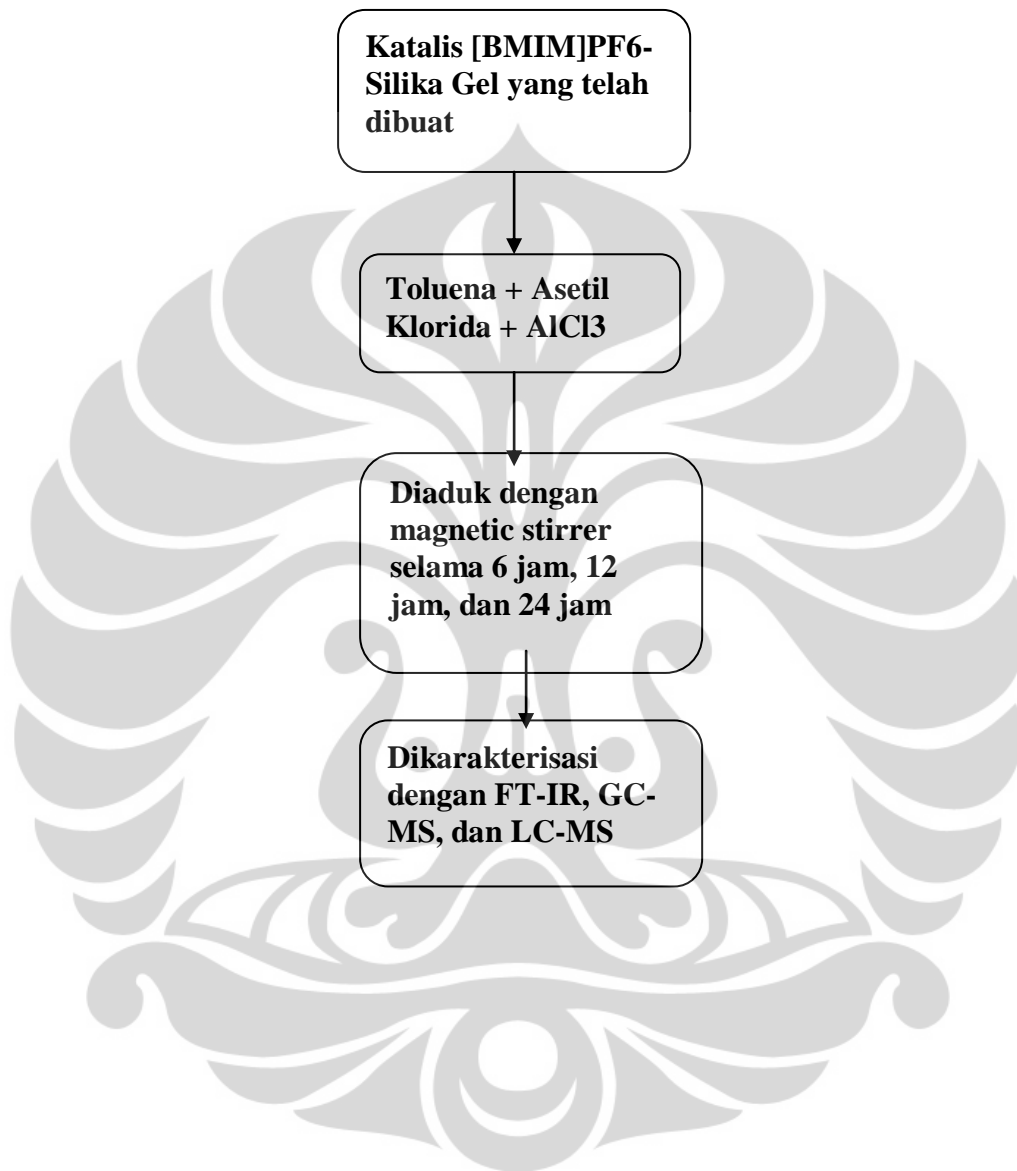 Katalis [BMIM]PF6-
Silika Gel yang telah
dibuat
Toluena + Asetil
Klorida + AlCl3
Diaduk dengan
magnetic stirrer
selama 6 jam, 12
jam, dan 24 jam
Dikarakterisasi
dengan FT-IR, GC-
MS, dan LC-MS